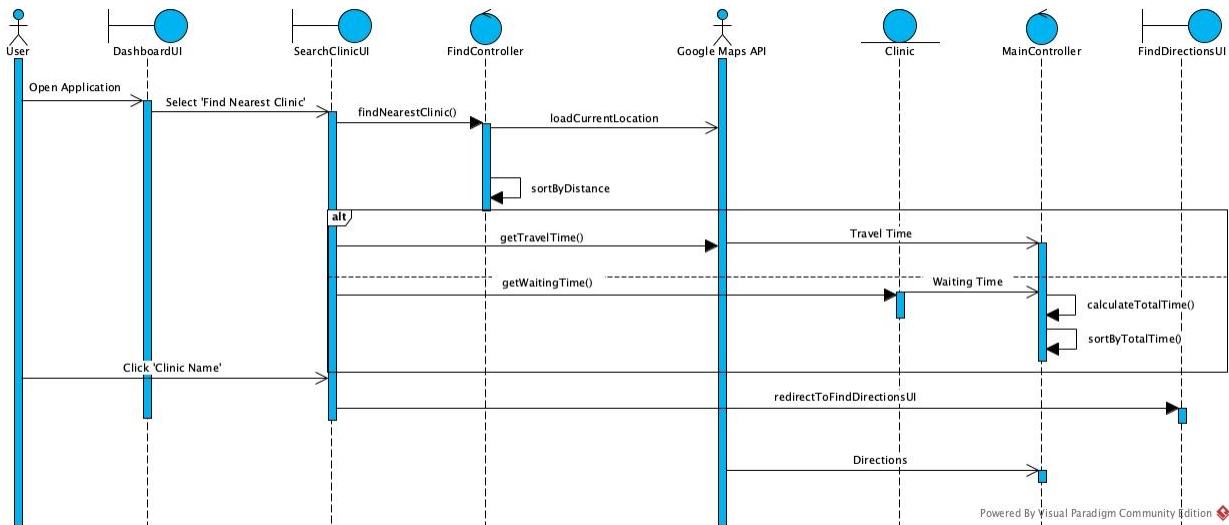 User
DashboardUI
SearchClinicUI
FindController
Google Maps API
Clinic
MainController
FindDirectionsUI
Open Application
Select 'Find Nearest Clinic'
findNearestClinic()
loadCurrentLocation
sortByDistance
alt
getTravelTime()
Travel Time
getWaitingTime()
Waiting Time
calculateTotalTime()
sortByTotalTime()
Click 'Clinic Name'
redirectToFindDirectionsUI
Directions
Powered By Visual Paradigm Community Edition